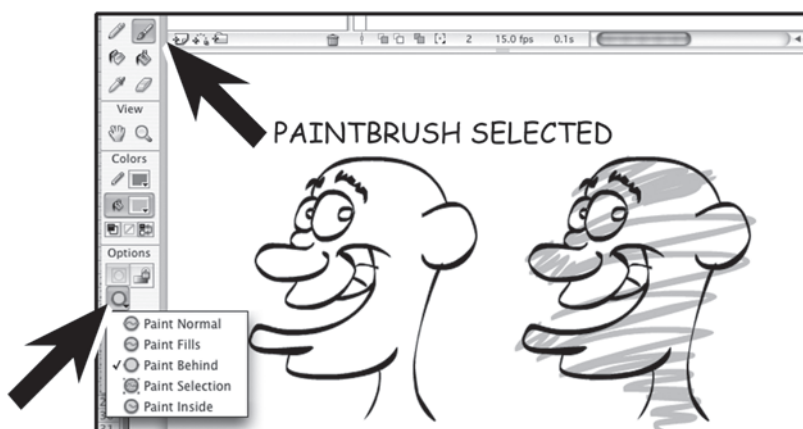 2 15.0 fps 0.1s
PAINTBRUSH SELECTED
View
Colors
Options
Paint Normal
Paint Fills
✓ Paint Behind
Paint Selection
Paint Inside